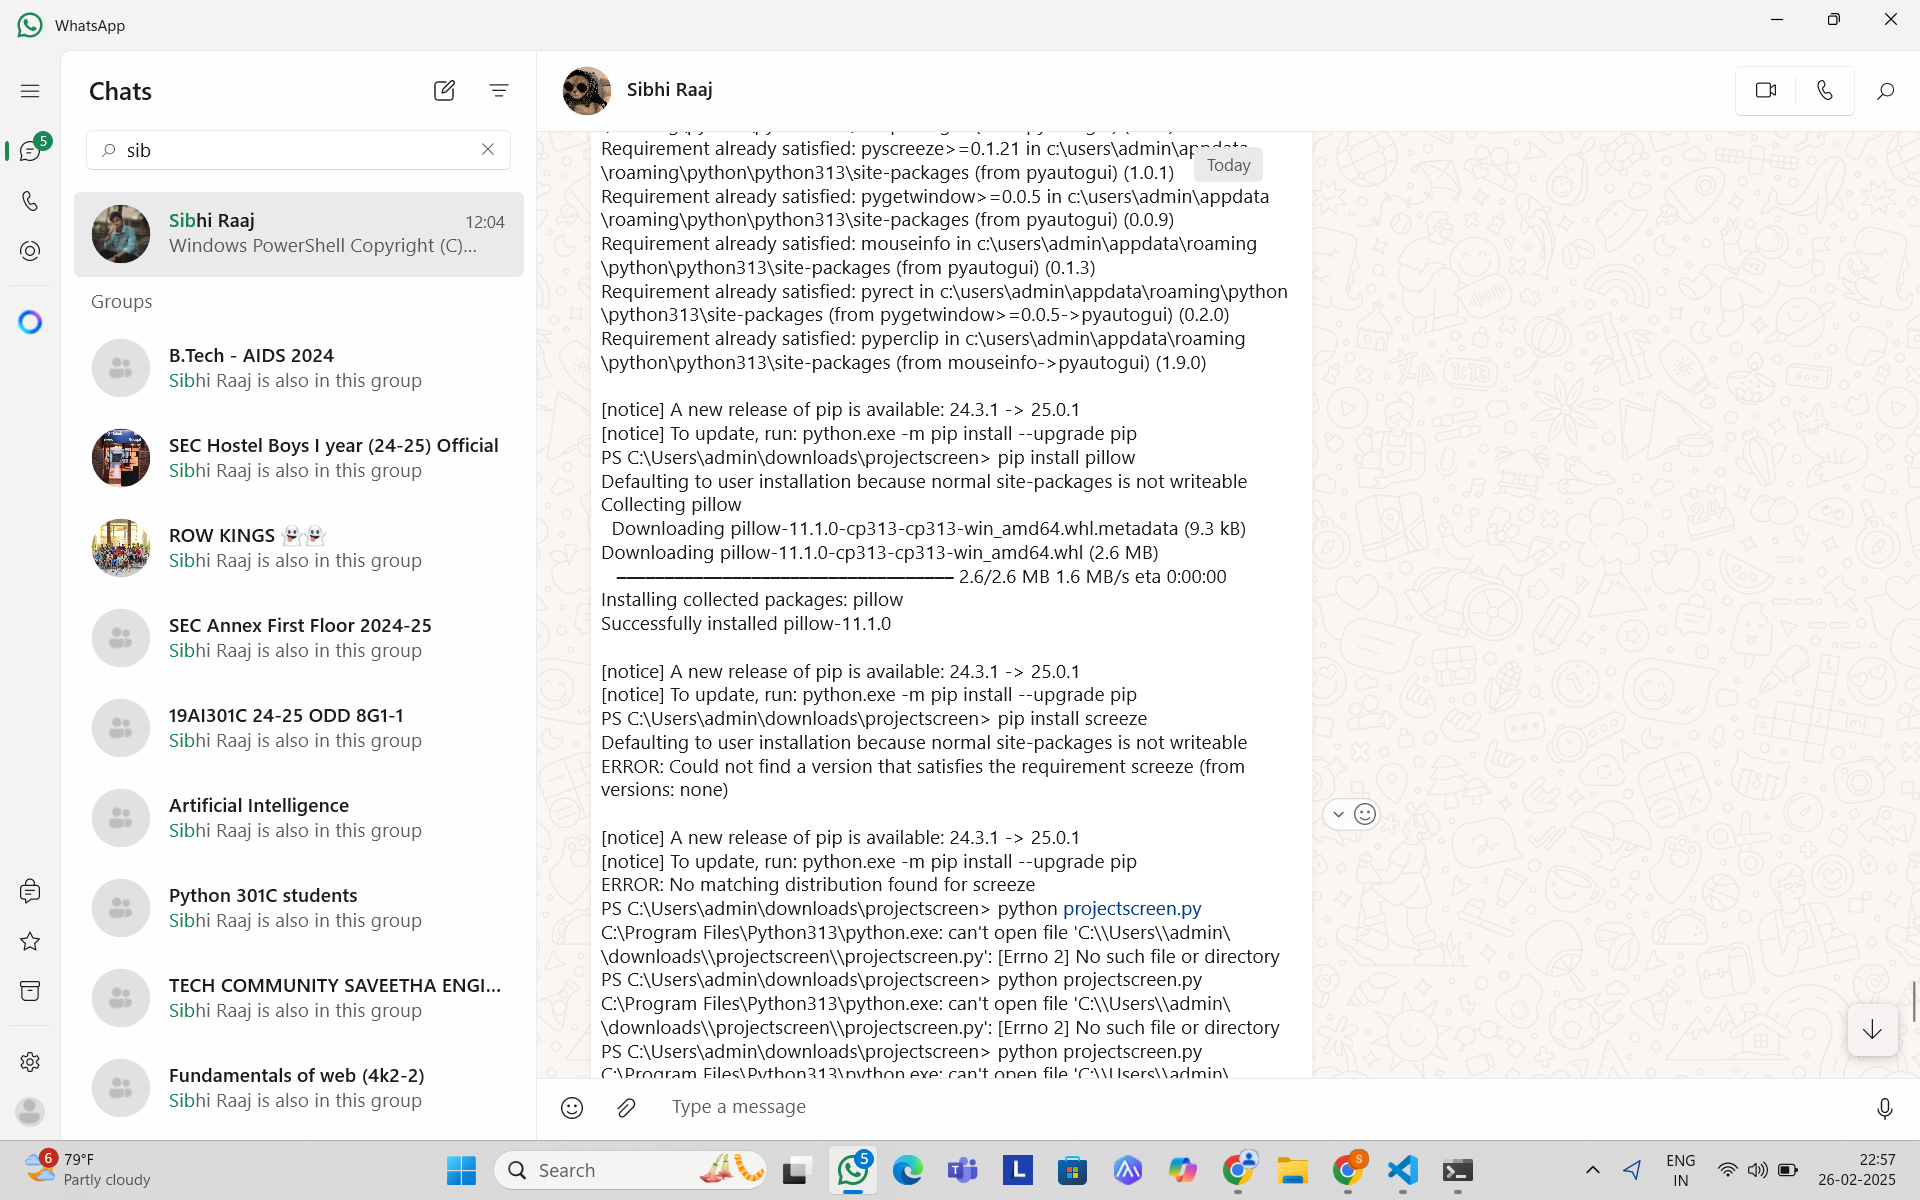 WhatsApp
Chats
sib
5
Sibhi Raaj
12:04
Windows PowerShell Copyright (C)...
Groups
B.Tech - AIDS 2024
Sibhi Raaj is also in this group
SEC Hostel Boys I year (24-25) Official
Sibhi Raaj is also in this group
ROW KINGS 👻👻
Sibhi Raaj is also in this group
SEC Annex First Floor 2024-25
Sibhi Raaj is also in this group
19AI301C 24-25 ODD 8G1-1
Sibhi Raaj is also in this group
Artificial Intelligence
Sibhi Raaj is also in this group
Python 301C students
Sibhi Raaj is also in this group
TECH COMMUNITY SAVEETHA ENGI...
Sibhi Raaj is also in this group
Fundamentals of web (4k2-2)
Sibhi Raaj is also in this group
Sibhi Raaj
Today
Requirement already satisfied: pyscreeze>=0.1.21 in c:\users\admin\appdata
\roaming\python\python313\site-packages (from pyautogui) (1.0.1)
Requirement already satisfied: pygetwindow>=0.0.5 in c:\users\admin\appdata
\roaming\python\python313\site-packages (from pyautogui) (0.0.9)
Requirement already satisfied: mouseinfo in c:\users\admin\appdata\roaming
\python\python313\site-packages (from pyautogui) (0.1.3)
Requirement already satisfied: pyrect in c:\users\admin\appdata\roaming\python
\python313\site-packages (from pygetwindow>=0.0.5->pyautogui) (0.2.0)
Requirement already satisfied: pyperclip in c:\users\admin\appdata\roaming
\python\python313\site-packages (from mouseinfo->pyautogui) (1.9.0)
[notice] A new release of pip is available: 24.3.1 -> 25.0.1
[notice] To update, run: python.exe -m pip install --upgrade pip
PS C:\Users\admin\downloads\projectscreen> pip install pillow
Defaulting to user installation because normal site-packages is not writeable
Collecting pillow
Downloading pillow-11.1.0-cp313-cp313-win_amd64.whl.metadata (9.3 kB)
Downloading pillow-11.1.0-cp313-cp313-win_amd64.whl (2.6 MB)
━━━━━━━━━━━━━━━━━━━━━━━━━━━━━━━━━━━━━━━━ 2.6/2.6 MB 1.6 MB/s eta 0:00:00
Installing collected packages: pillow
Successfully installed pillow-11.1.0
[notice] A new release of pip is available: 24.3.1 -> 25.0.1
[notice] To update, run: python.exe -m pip install --upgrade pip
PS C:\Users\admin\downloads\projectscreen> pip install screeze
Defaulting to user installation because normal site-packages is not writeable
ERROR: Could not find a version that satisfies the requirement screeze (from
versions: none)
[notice] A new release of pip is available: 24.3.1 -> 25.0.1
[notice] To update, run: python.exe -m pip install --upgrade pip
ERROR: No matching distribution found for screeze
PS C:\Users\admin\downloads\projectscreen> python projectscreen.py
C:\Program Files\Python313\python.exe: can't open file 'C:\\Users\\admin\
\downloads\\projectscreen\\projectscreen.py': [Errno 2] No such file or directory
PS C:\Users\admin\downloads\projectscreen> python projectscreen.py
C:\Program Files\Python313\python.exe: can't open file 'C:\\Users\\admin\
\downloads\\projectscreen\\projectscreen.py': [Errno 2] No such file or directory
PS C:\Users\admin\downloads\projectscreen> python projectscreen.py
C:\Program Files\Python313\python.exe: can't open file 'C:\\Users\\admin\
Type a message
6
79°F
Partly cloudy
Search
5
L
S
ENG
IN
22:57
26-02-2025